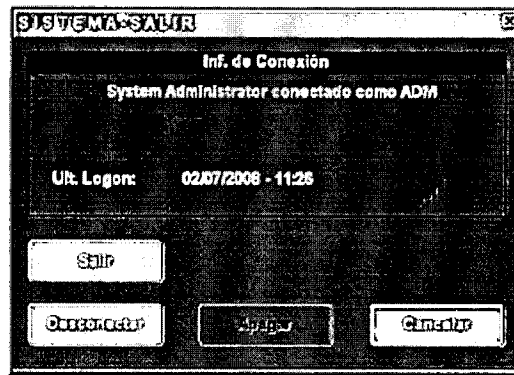 SISTEMA-SALIR
Inf. de Conexión
System Administrator conectado como ADM
Ult. Logon: 02/07/2008 - 11:26
Salir
Desconectar Apagar Cancelar